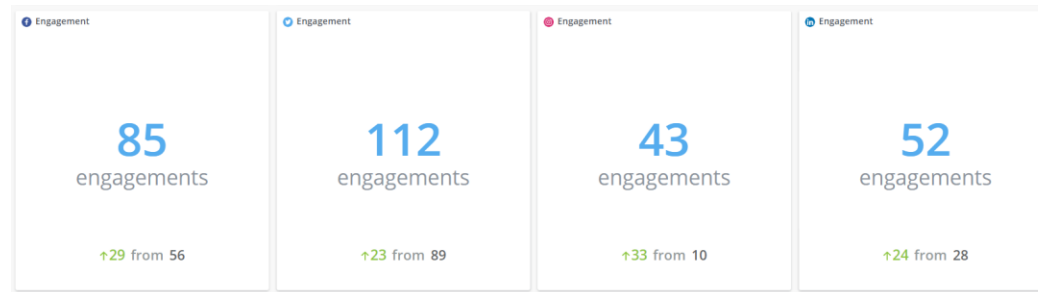 Engagement
85
engagements
↑29 from 56
Engagement
112
engagements
↑23 from 89
Engagement
43
engagements
↑33 from 10
Engagement
52
engagements
↑24 from 28